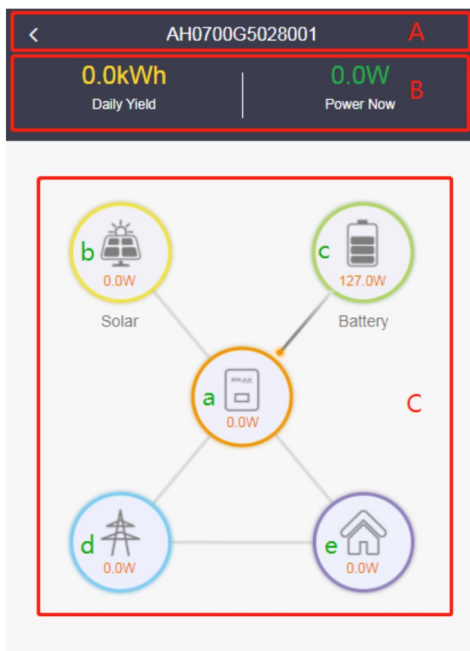 AH0700G5028001 A
0.0kWh 0.0W B
Daily Yield Power Now
b c
0.0W 127.0W
Solar Battery
a C
0.0W
d e
0.0W 0.0W